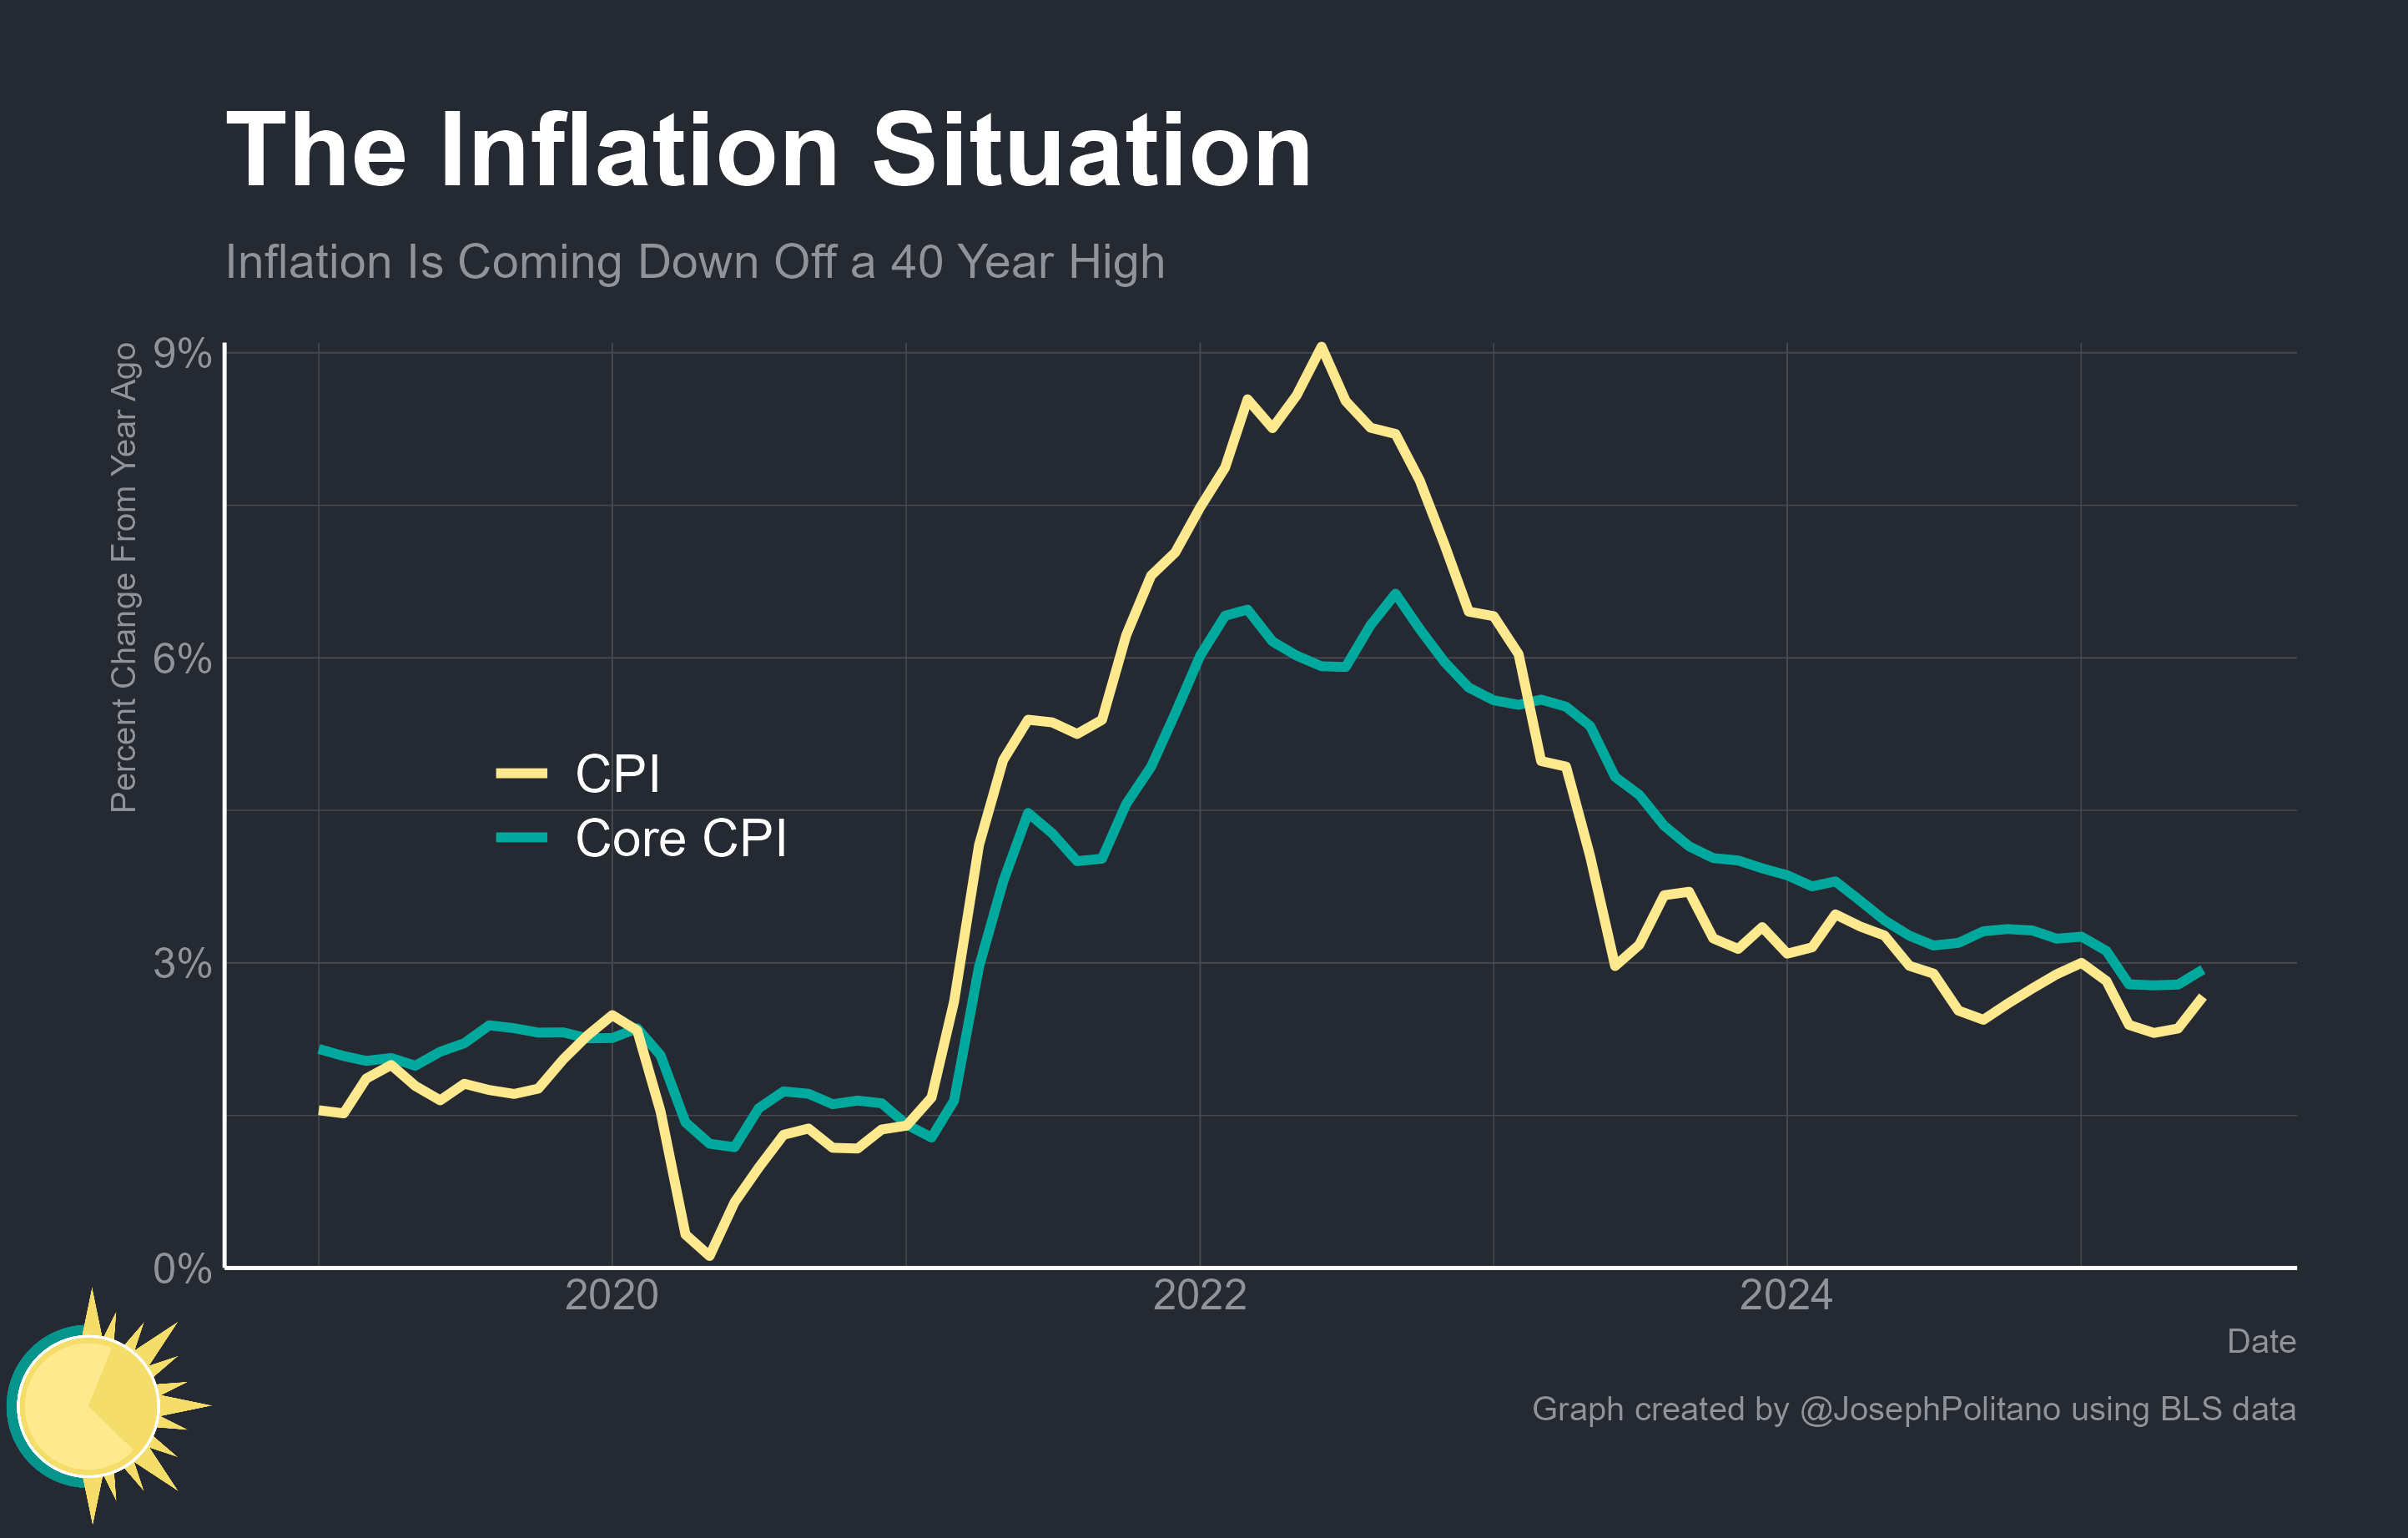 The Inflation Situation
Inflation Is Coming Down Off a 40 Year High
Percent Change From Year Ago
9%
6%
3%
0%
CPI
Core CPI
2020
2022
2024
Date
Graph created by @JosephPolitano using BLS data